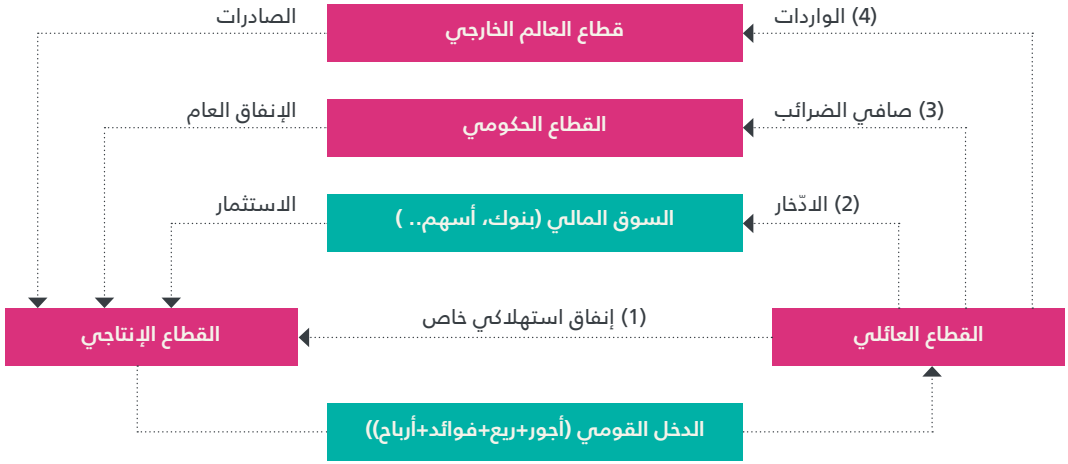 (4) الواردات
قطاع العالم الخارجي
الصادرات
(3) صافي الضرائب
القطاع الحكومي
الإنفاق العام
(2) الادّخار
السوق المالي (بنوك، أسهم.. )
الاستثمار
القطاع العائلي
(1) إنفاق استهلاكي خاص
القطاع الإنتاجي
الدخل القومي (أجور+ريع+فوائد+أرباح))